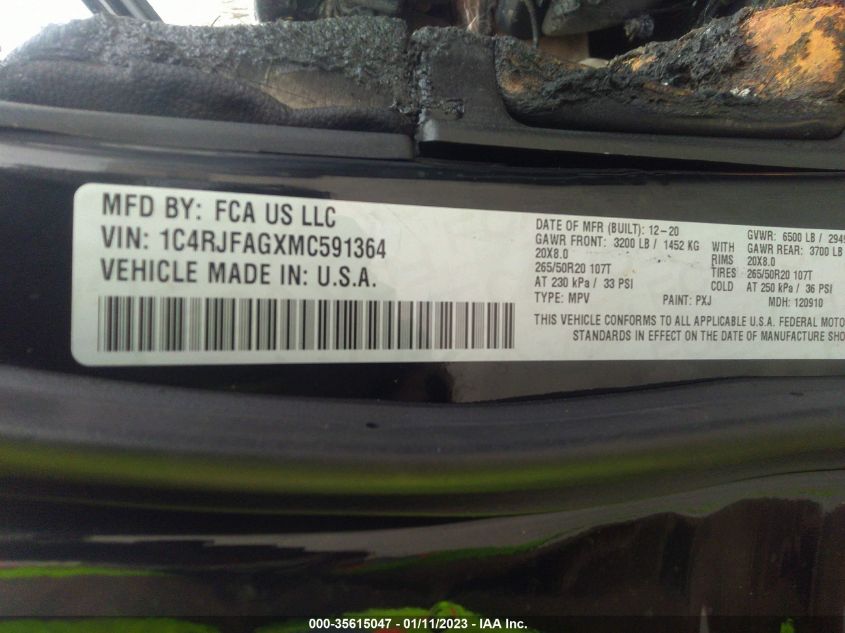 MFD BY: FCA US LLC
VIN: 1C4RJFAGXMC591364
VEHICLE MADE IN: U.S.A.
DATE OF MFR (BUILT): 12-20
GVWR: 6500 LB / 2949
GAWR FRONT: 3200 LB / 1452 KG
GAWR REAR: 3700 LB
20X8.0 RIMS 20X8.0
265/50R20 107T TIRES 265/50R20 107T
AT 230 kPa / 33 PSI COLD AT 250 kPa / 36 PSI
TYPE: MPV PAINT: PXJ MDH: 120910
THIS VEHICLE CONFORMS TO ALL APPLICABLE U.S.A. FEDERAL MOTO
STANDARDS IN EFFECT ON THE DATE OF MANUFACTURE SHO
000-35615047 - 01/11/2023 - IAA Inc.